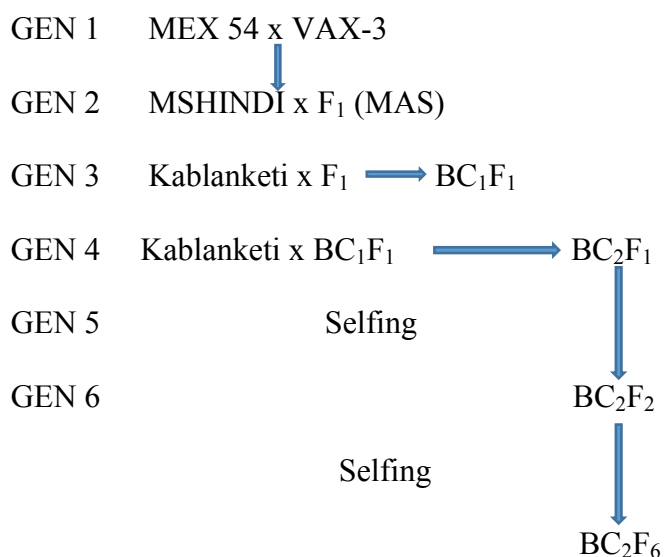 GEN 1 MEX 54 x VAX-3
GEN 2 MSHINDI x F₁ (MAS)
GEN 3 Kablanketi x F₁ BC₁F₁
GEN 4 Kablanketi x BC₁F₁ BC₂F₁
GEN 5 Selfing
GEN 6 BC₂F₂
Selfing
BC₂F₆